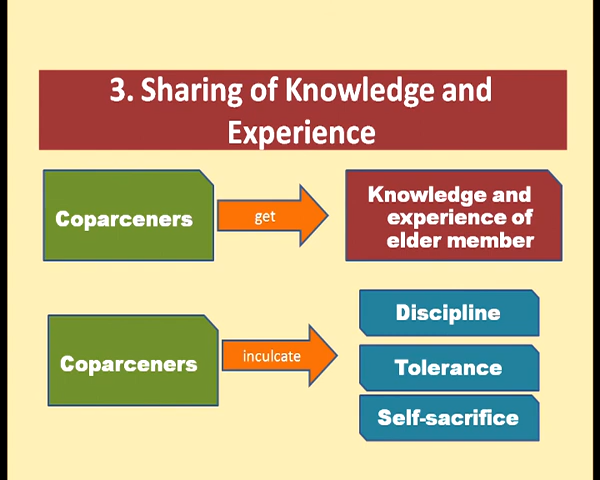 3. Sharing of Knowledge and
Experience
Coparceners
get
Knowledge and
experience of
elder member
Coparceners
inculcate
Discipline
Tolerance
Self-sacrifice